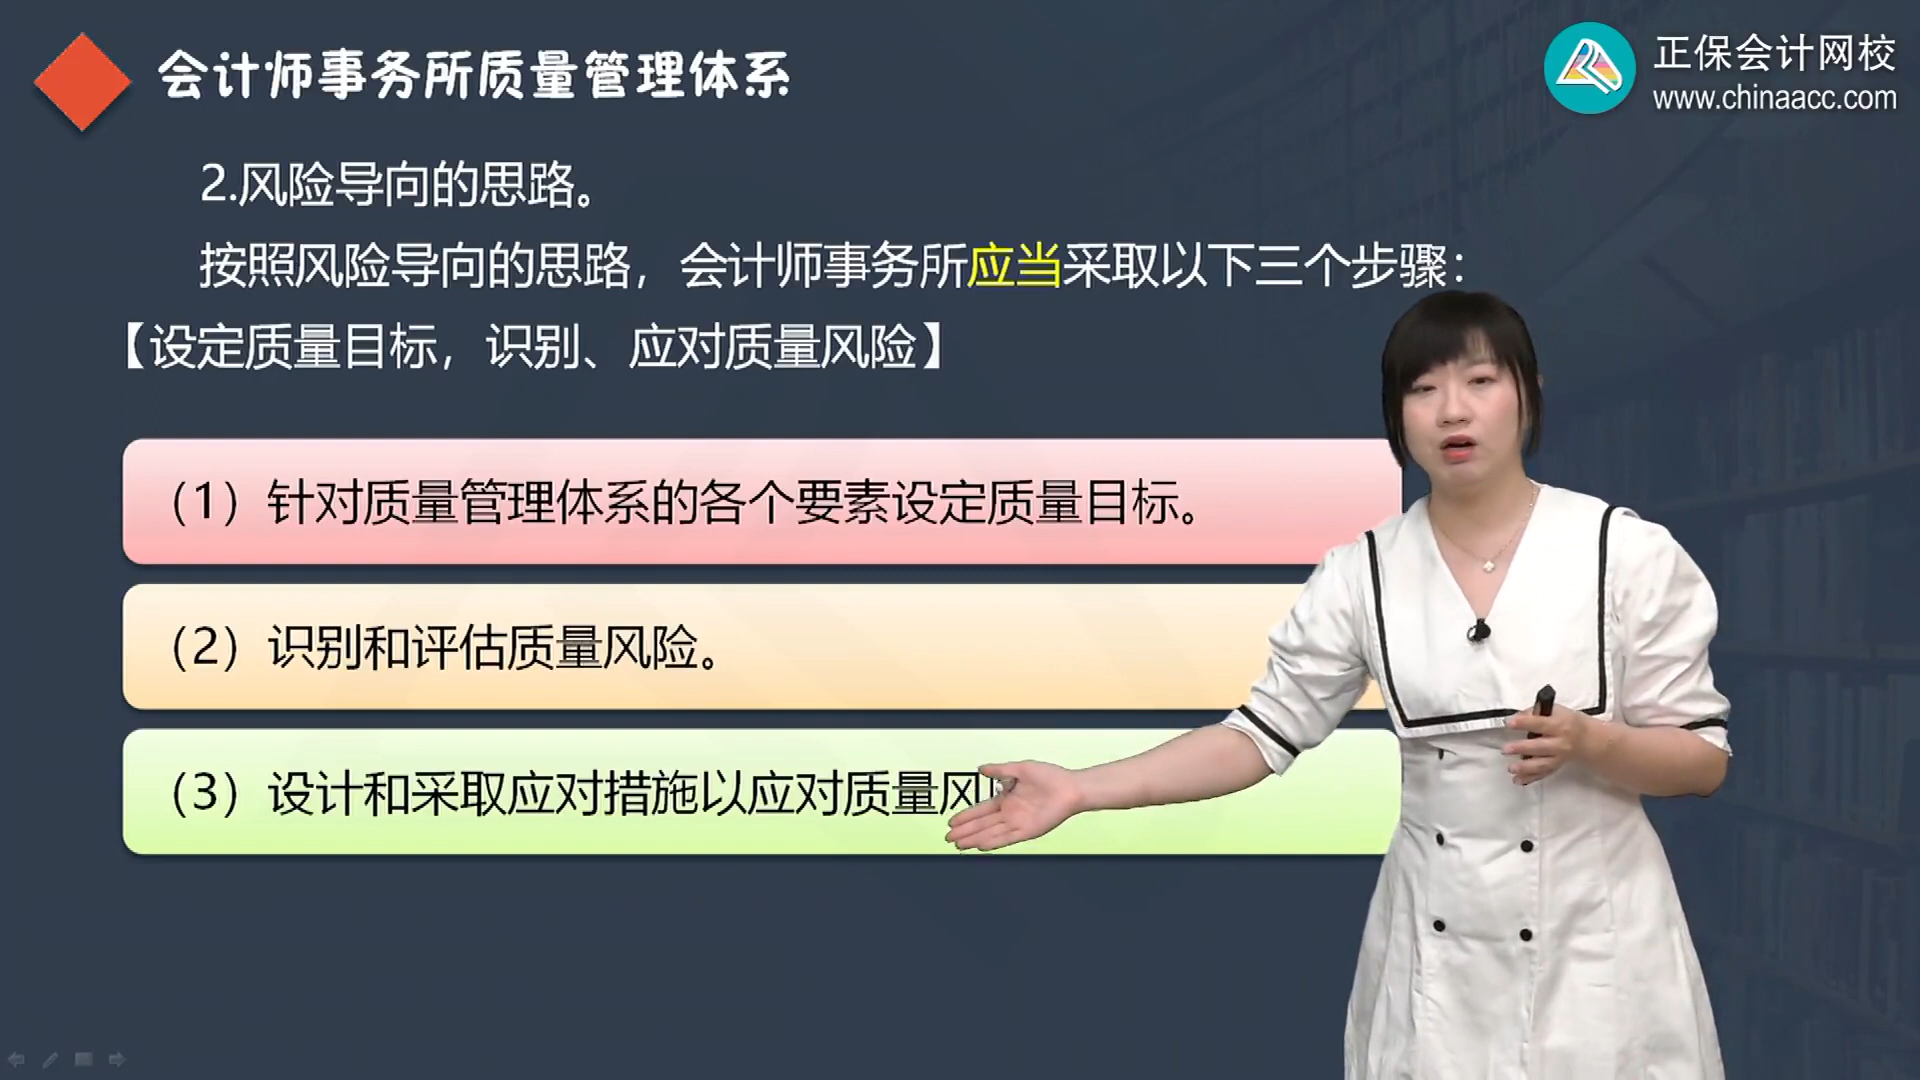 会计师事务所质量管理体系
正保会计网校
www.chinaacc.com
2.风险导向的思路。
按照风险导向的思路，会计师事务所应当采取以下三个步骤：
【设定质量目标，识别、应对质量风险】
（1）针对质量管理体系的各个要素设定质量目标。
（2）识别和评估质量风险。
（3）设计和采取应对措施以应对质量风